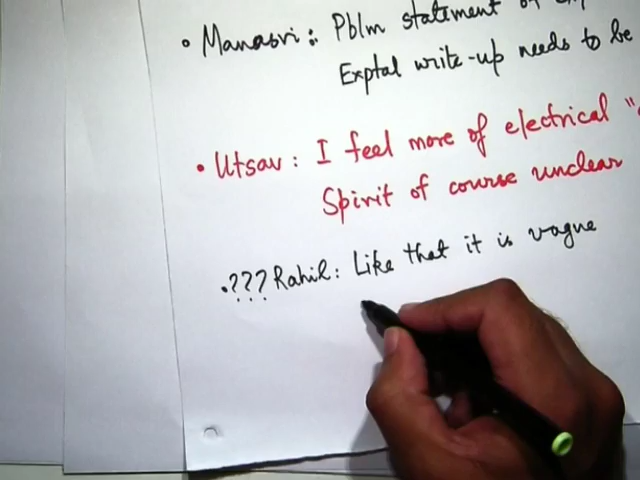 • Manasvi : Pblm statement of
Exptal write-up needs to be
• Utsav : I feel more of electrical "
Spirit of course unclear
• ??? Rahil : Like that it is vague